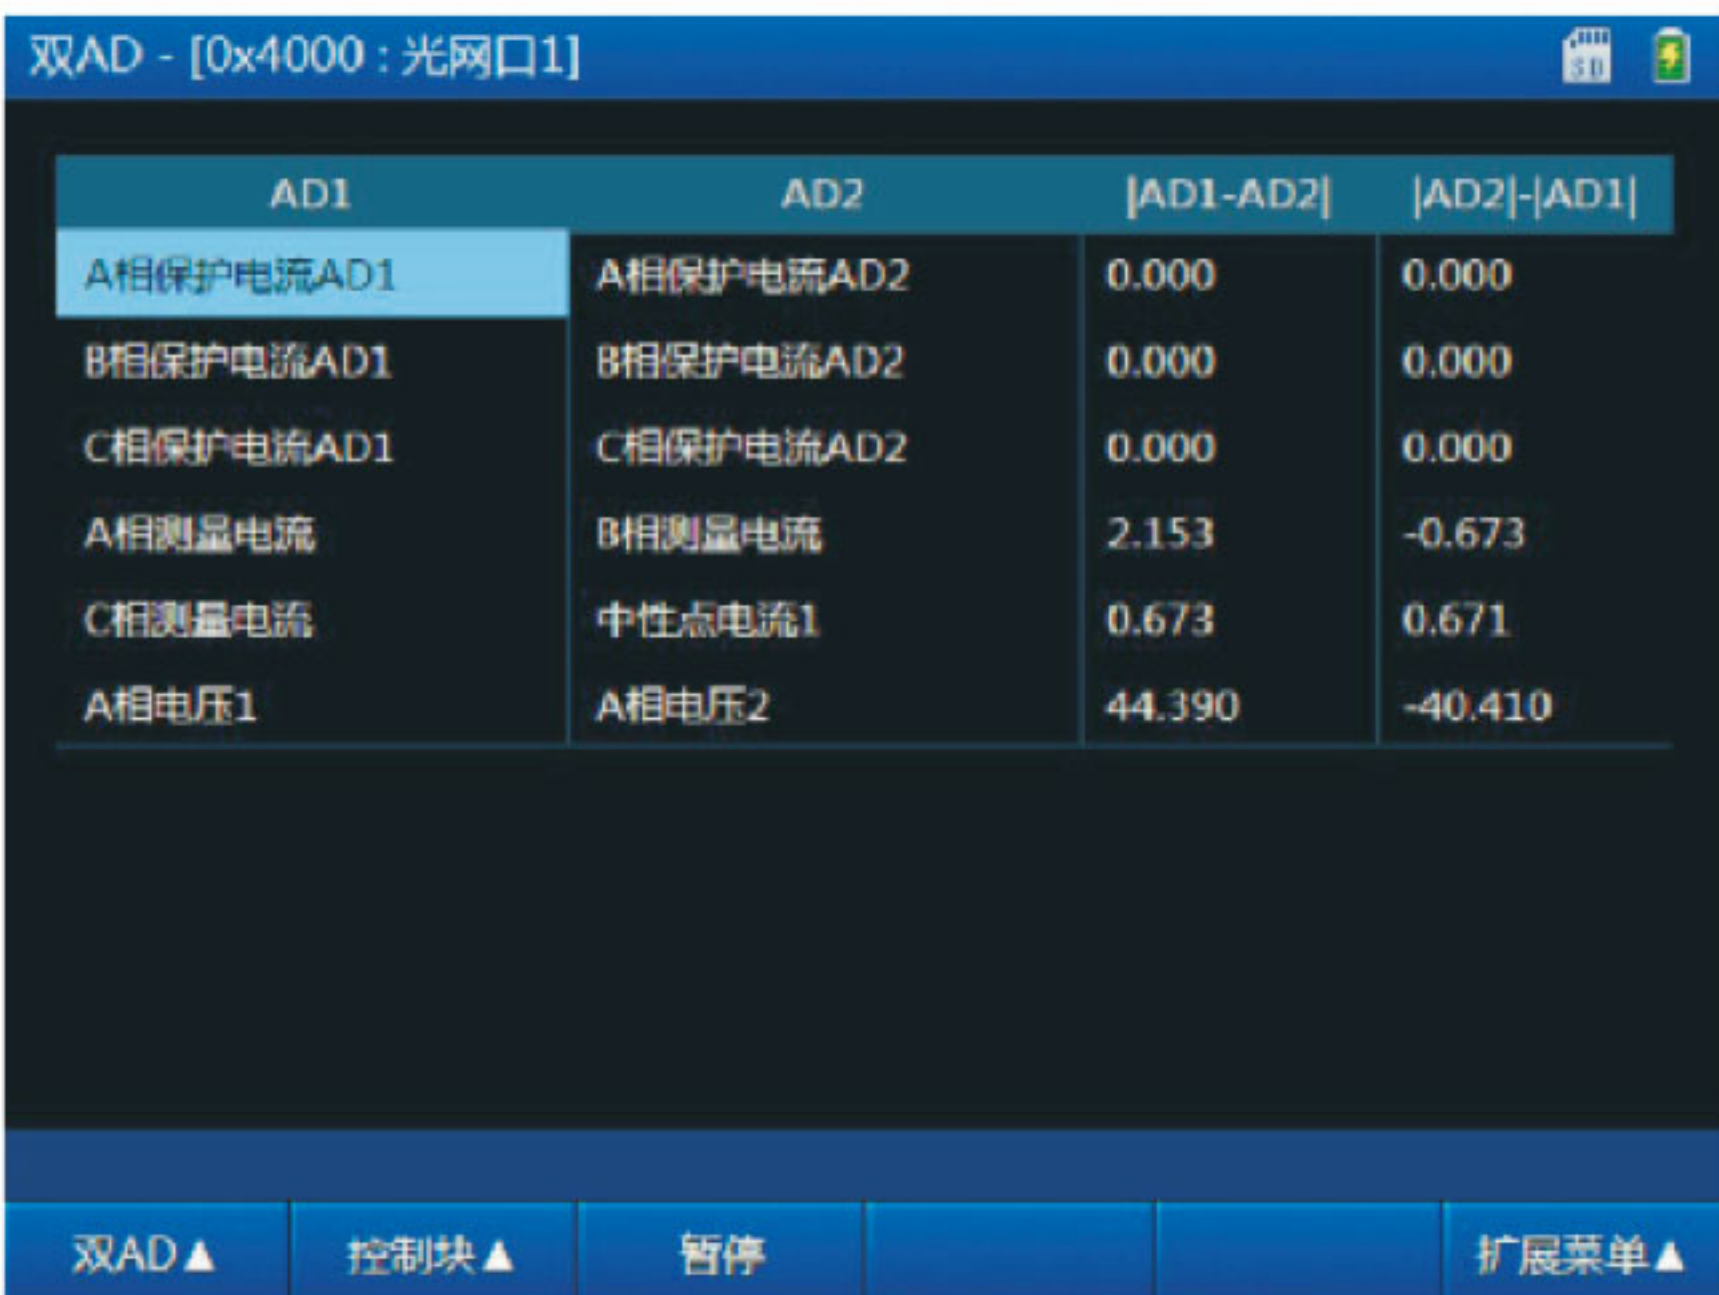 双AD - [0x4000 : 光网口1]
SD
AD1 AD2 |AD1-AD2| |AD2|-|AD1|
A相保护电流AD1 A相保护电流AD2 0.000 0.000
B相保护电流AD1 B相保护电流AD2 0.000 0.000
C相保护电流AD1 C相保护电流AD2 0.000 0.000
A相测量电流 B相测量电流 2.153 -0.673
C相测量电流 中性点电流1 0.673 0.671
A相电压1 A相电压2 44.390 -40.410
双AD▲ 控制块▲ 暂停 扩展菜单▲